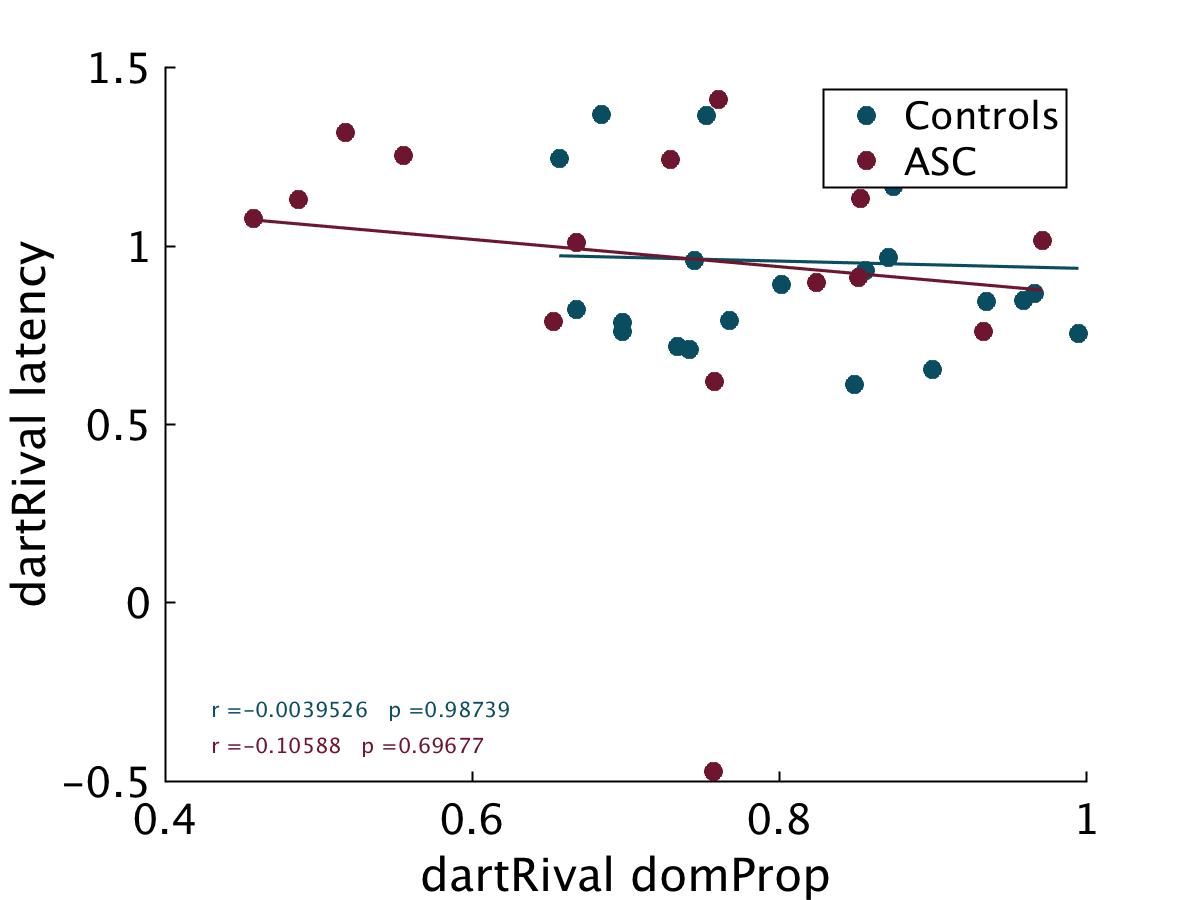 1.5
Controls
ASC
1
0.5
0
r =-0.0039526 p =0.98739
r =-0.10588 p =0.69677
-0.5
0.4 0.6 0.8 1
dartRival domProp
dartRival latency